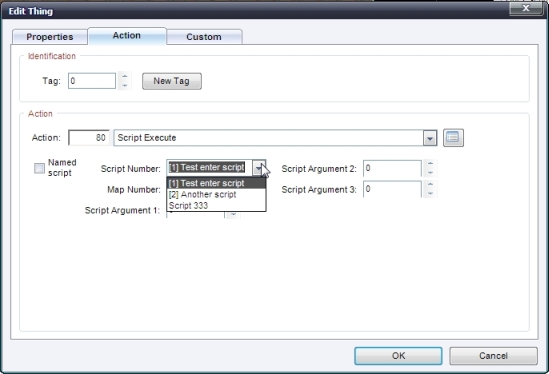 Edit Thing
Properties Action Custom
Identification
Tag: 0 New Tag
Action
Action: 80 Script Execute
Named script
Script Number: [1] Test enter script Script Argument 2: 0
[1] Test enter script
[2] Another script
Script 333
Map Number: Script Argument 3: 0
Script Argument 1:
OK Cancel